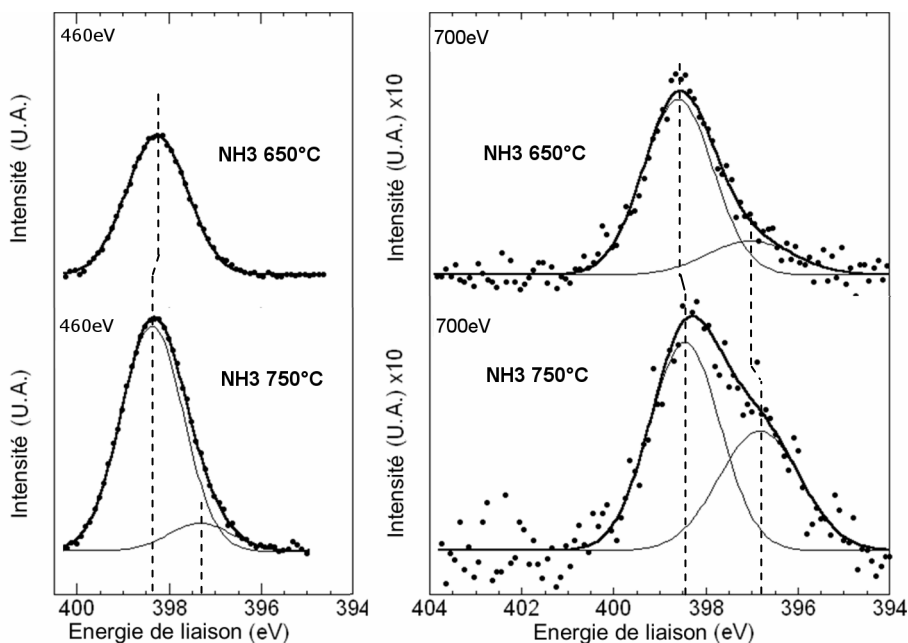 460eV
Intensité (U.A.)
NH3 650°C
460eV
Intensité (U.A.)
NH3 750°C
400 398 396 394
Energie de liaison (eV)
700eV
Intensité (U.A.) x10
NH3 650°C
700eV
Intensité (U.A.) x10
NH3 750°C
404 402 400 398 396 394
Energie de liaison (eV)